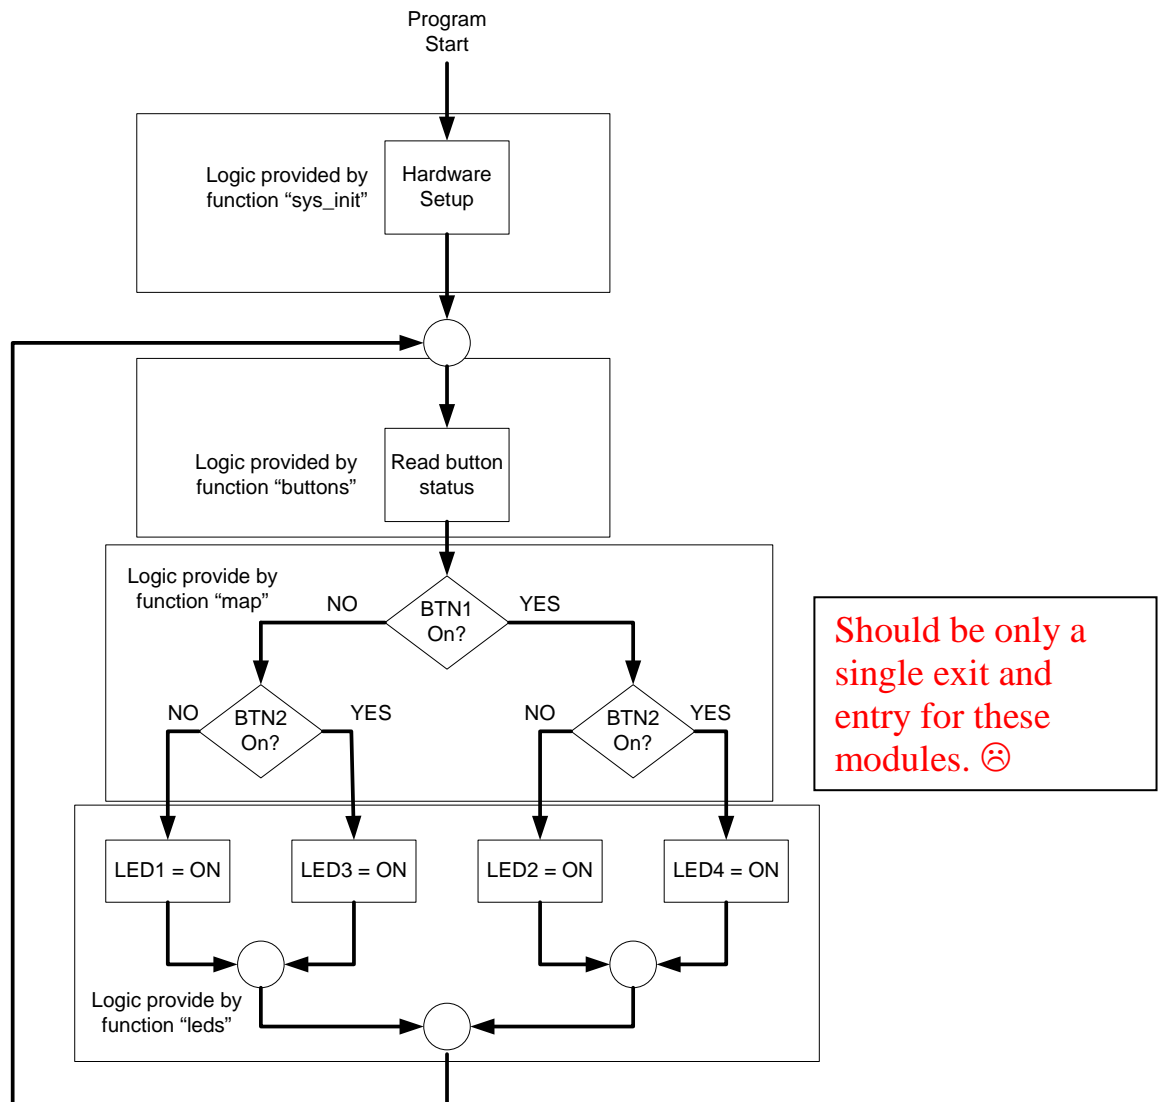 Program
Start
Logic provided by
function “sys_init”
Hardware
Setup
Logic provided by
function “buttons”
Read button
status
Logic provide by
function “map”
NO
BTN1
On?
YES
NO
BTN2
On?
YES
NO
BTN2
On?
YES
Should be only a
single exit and
entry for these
modules. ☹
LED1 = ON
LED3 = ON
LED2 = ON
LED4 = ON
Logic provide by
function “leds”